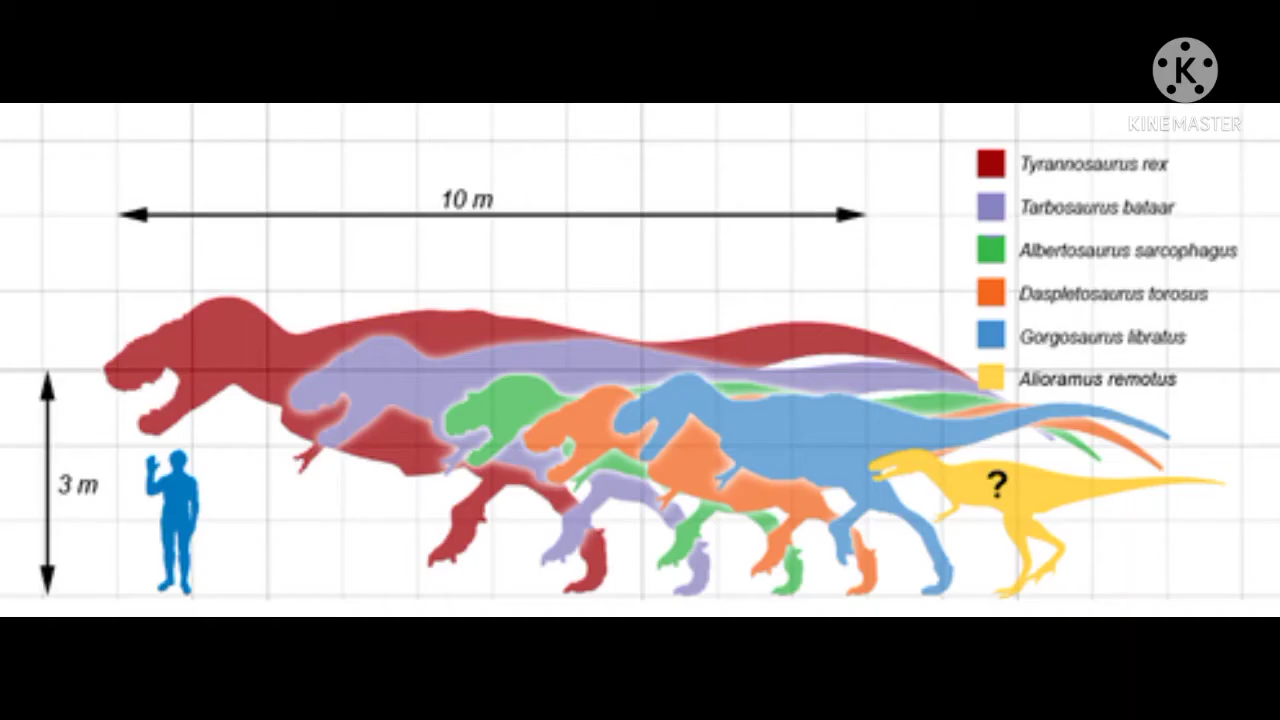 K
KINEMASTER
Tyrannosaurus rex
10 m
Tarbosaurus bataar
Albertosaurus sarcophagus
Daspletosaurus torosus
Gorgosaurus libratus
Alioramus remotus
3 m
?